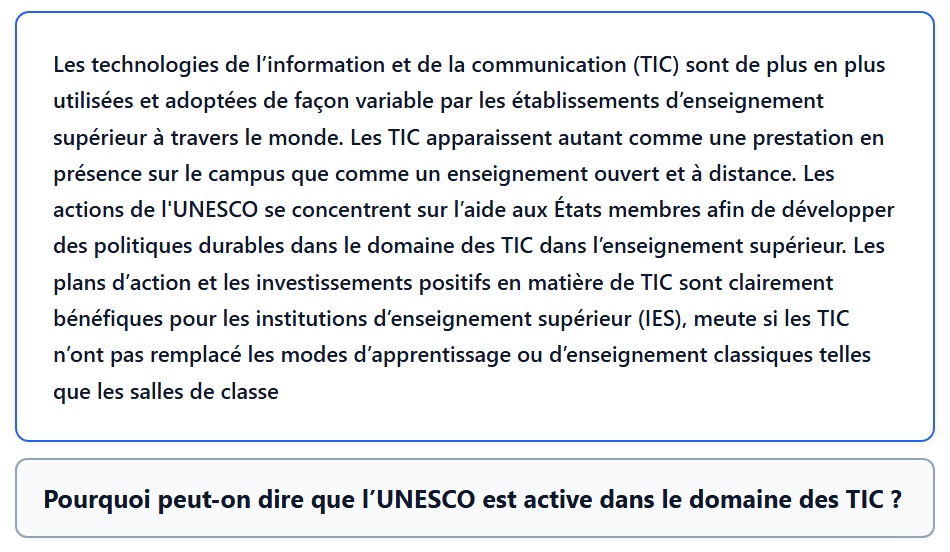 Les technologies de l’information et de la communication (TIC) sont de plus en plus
utilisées et adoptées de façon variable par les établissements d’enseignement
supérieur à travers le monde. Les TIC apparaissent autant comme une prestation en
présence sur le campus que comme un enseignement ouvert et à distance. Les
actions de l'UNESCO se concentrent sur l’aide aux États membres afin de développer
des politiques durables dans le domaine des TIC dans l’enseignement supérieur. Les
plans d’action et les investissements positifs en matière de TIC sont clairement
bénéfiques pour les institutions d’enseignement supérieur (IES), meute si les TIC
n’ont pas remplacé les modes d’apprentissage ou d’enseignement classiques telles
que les salles de classe
Pourquoi peut-on dire que l’UNESCO est active dans le domaine des TIC ?